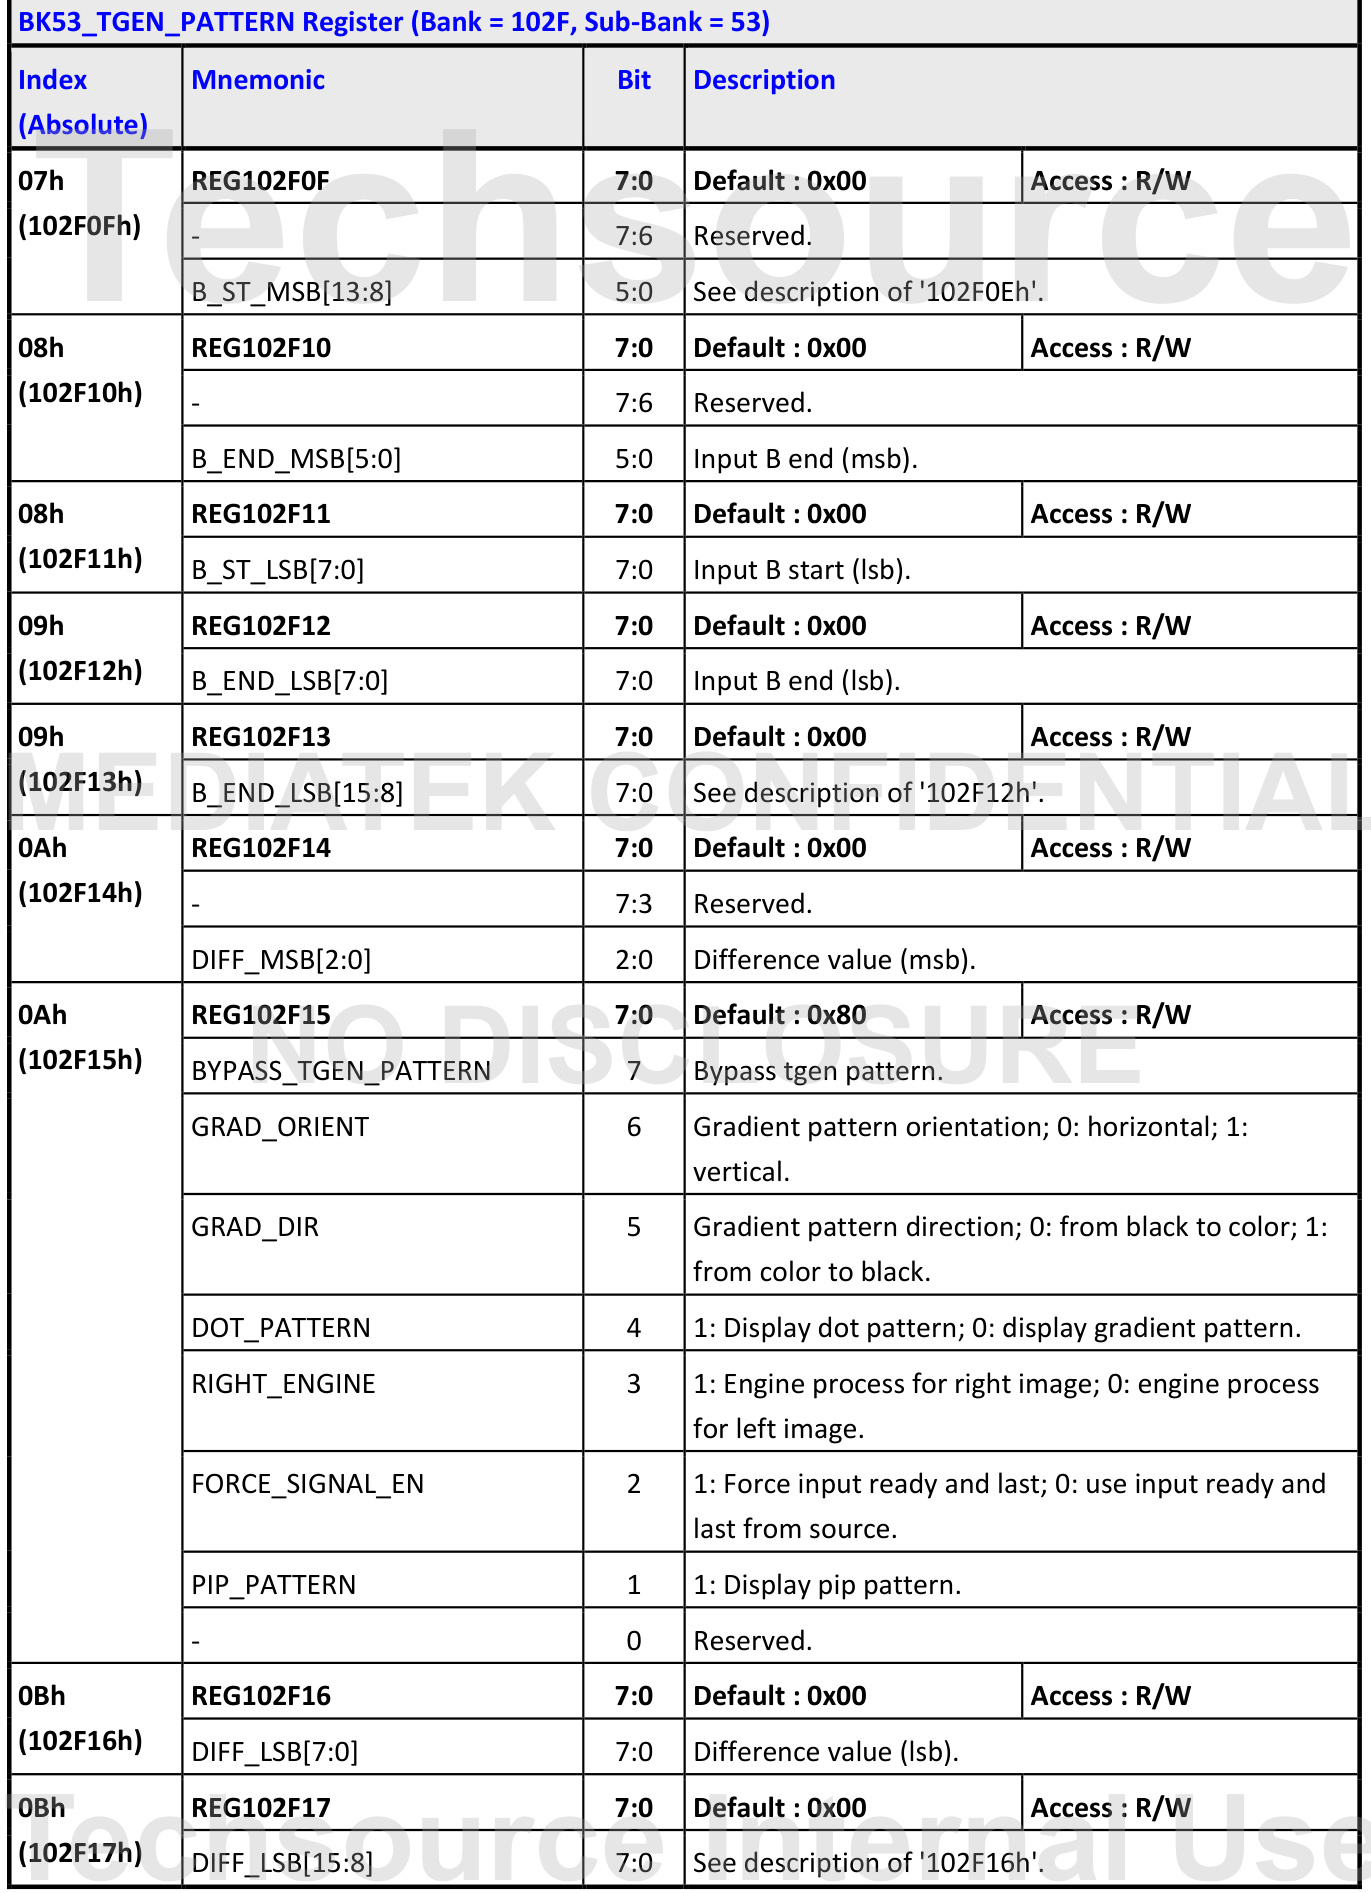 BK53_TGEN_PATTERN Register (Bank = 102F, Sub-Bank = 53)
Index (Absolute) Mnemonic Bit Description
07h (102F0Fh) REG102F0F 7:0 Default : 0x00 Access : R/W
- 7:6 Reserved.
B_ST_MSB[13:8] 5:0 See description of '102F0Eh'.
08h (102F10h) REG102F10 7:0 Default : 0x00 Access : R/W
- 7:6 Reserved.
B_END_MSB[5:0] 5:0 Input B end (msb).
08h (102F11h) REG102F11 7:0 Default : 0x00 Access : R/W
B_ST_LSB[7:0] 7:0 Input B start (lsb).
09h (102F12h) REG102F12 7:0 Default : 0x00 Access : R/W
B_END_LSB[7:0] 7:0 Input B end (lsb).
09h (102F13h) REG102F13 7:0 Default : 0x00 Access : R/W
B_END_LSB[15:8] 7:0 See description of '102F12h'.
0Ah (102F14h) REG102F14 7:0 Default : 0x00 Access : R/W
- 7:3 Reserved.
DIFF_MSB[2:0] 2:0 Difference value (msb).
0Ah (102F15h) REG102F15 7:0 Default : 0x80 Access : R/W
BYPASS_TGEN_PATTERN 7 Bypass tgen pattern.
GRAD_ORIENT 6 Gradient pattern orientation; 0: horizontal; 1:
vertical.
GRAD_DIR 5 Gradient pattern direction; 0: from black to color; 1:
from color to black.
DOT_PATTERN 4 1: Display dot pattern; 0: display gradient pattern.
RIGHT_ENGINE 3 1: Engine process for right image; 0: engine process
for left image.
FORCE_SIGNAL_EN 2 1: Force input ready and last; 0: use input ready and
last from source.
PIP_PATTERN 1 1: Display pip pattern.
- 0 Reserved.
0Bh (102F16h) REG102F16 7:0 Default : 0x00 Access : R/W
DIFF_LSB[7:0] 7:0 Difference value (lsb).
0Bh (102F17h) REG102F17 7:0 Default : 0x00 Access : R/W
DIFF_LSB[15:8] 7:0 See description of '102F16h'.
Techsource
MEDIATEK CONFIDENTIAL
NO DISCLOSURE
Techsource Internal Use